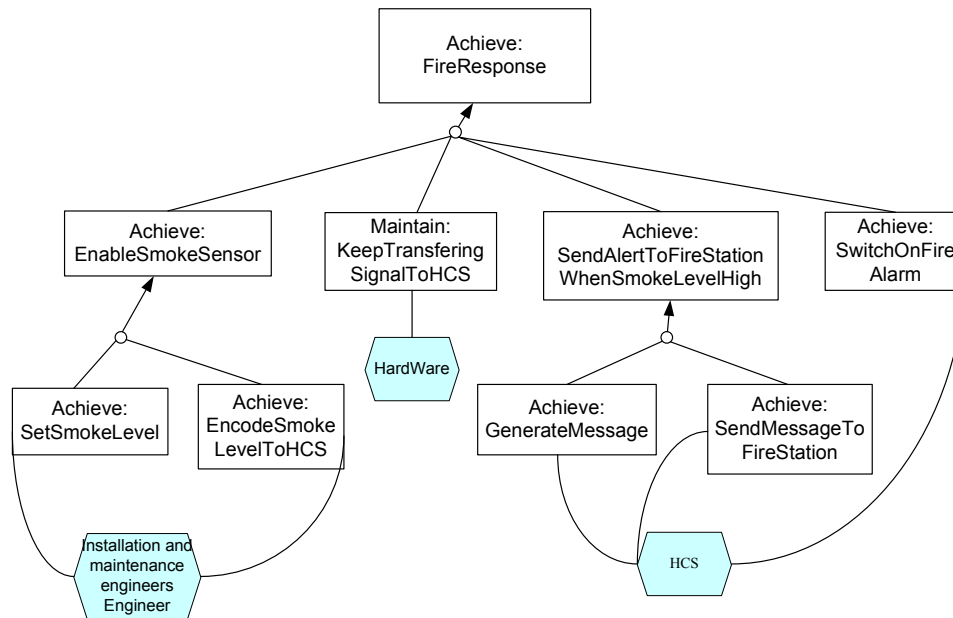 Achieve:
FireResponse
Achieve:
EnableSmokeSensor
Maintain:
KeepTransfering
SignalToHCS
Achieve:
SendAlertToFireStation
WhenSmokeLevelHigh
Achieve:
SwitchOnFire
Alarm
HardWare
Achieve:
SetSmokeLevel
Achieve:
EncodeSmoke
LevelToHCS
Achieve:
GenerateMessage
Achieve:
SendMessageTo
FireStation
Installation and
maintenance
engineers
Engineer
HCS